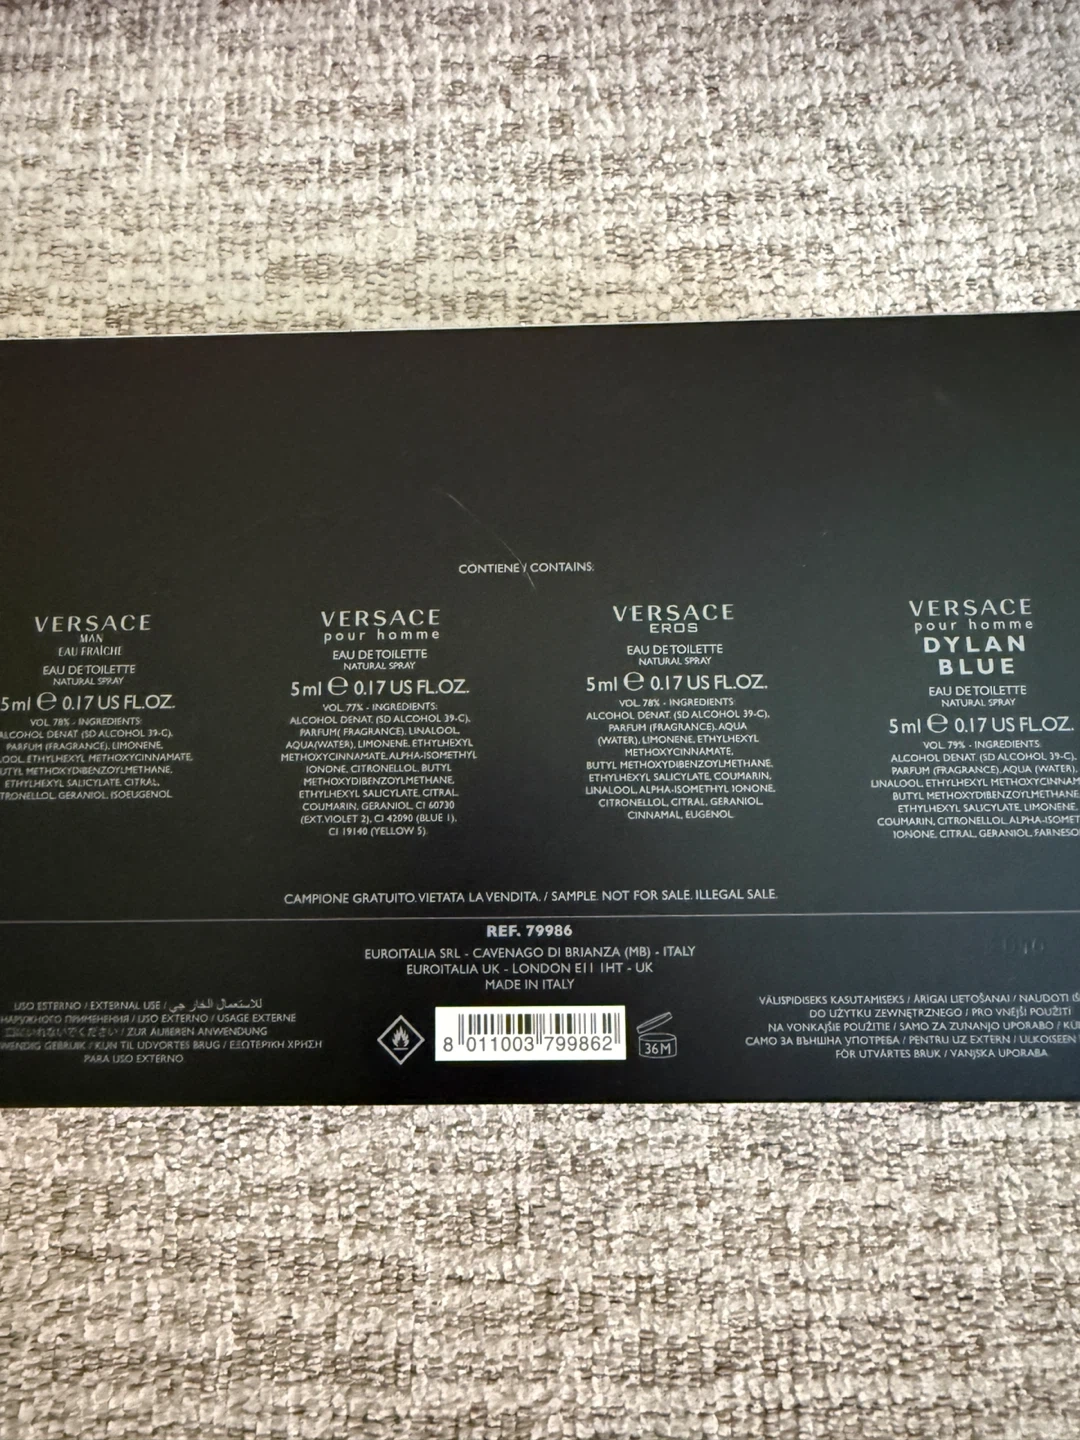 CONTIENE / CONTAINS:
VERSACE
MAN
EAU FRAÎCHE
EAU DE TOILETTE
NATURAL SPRAY
5ml ℮ 0.17 US FL.OZ.
VOL 78% - INGREDIENTS:
ALCOHOL DENAT. (SD ALCOHOL 39-C),
PARFUM (FRAGRANCE), LIMONENE,
ETHYLHEXYL METHOXYCINNAMATE,
METHOXYDIBENZOYLMETHANE,
ETHYLHEXYL SALICYLATE, CITRAL,
GERANIOL, ISOEUGENOL
VERSACE
pour homme
EAU DE TOILETTE
NATURAL SPRAY
5ml ℮ 0.17 US FL.OZ.
VOL. 77% - INGREDIENTS:
ALCOHOL DENAT. (SD ALCOHOL 39-C),
PARFUM( FRAGRANCE), LINALOOL,
AQUA(WATER), LIMONENE, ETHYLHEXYL
METHOXYCINNAMATE, ALPHA-ISOMETHYL
IONONE, CITRONELLOL, BUTYL
METHOXYDIBENZOYLMETHANE,
ETHYLHEXYL SALICYLATE, CITRAL,
COUMARIN, GERANIOL, CI 60730
(EXT.VIOLET 2), CI 42090 (BLUE 1),
CI 19140 (YELLOW 5).
VERSACE
EROS
EAU DE TOILETTE
NATURAL SPRAY
5ml ℮ 0.17 US FL.OZ.
VOL. 78% - INGREDIENTS:
ALCOHOL DENAT. (SD ALCOHOL 39-C),
PARFUM (FRAGRANCE), AQUA
(WATER), LIMONENE, ETHYLHEXYL
METHOXYCINNAMATE,
BUTYL METHOXYDIBENZOYLMETHANE,
ETHYLHEXYL SALICYLATE, COUMARIN,
LINALOOL, ALPHA-ISOMETHYL IONONE,
CITRONELLOL, CITRAL, GERANIOL,
CINNAMAL, EUGENOL
VERSACE
pour homme
DYLAN
BLUE
EAU DE TOILETTE
NATURAL SPRAY
5ml ℮ 0.17 US FL.OZ.
VOL. 79% - INGREDIENTS:
ALCOHOL DENAT. (SD ALCOHOL 39-C),
PARFUM (FRAGRANCE), AQUA (WATER),
LINALOOL, ETHYLHEXYL METHOXYCINNAM
BUTYL METHOXYDIBENZOYLMETHANE
ETHYLHEXYL SALICYLATE, LIMONENE,
COUMARIN, CITRONELLOL, ALPHA-ISOMET
IONONE, CITRAL, GERANIOL, FARNESO
CAMPIONE GRATUITO. VIETATA LA VENDITA. / SAMPLE. NOT FOR SALE. ILLEGAL SALE.
REF. 79986
EUROITALIA SRL - CAVENAGO DI BRIANZA (MB) - ITALY
EUROITALIA UK - LONDON E11 1HT - UK
MADE IN ITALY
USO ESTERNO / EXTERNAL USE / للاستعمال الخارجي
НАРУЖНОГО ПРИМЕНЕНИЯ / USO EXTERNO / USAGE EXTERNE
ZUR ÄUßEREN ANWENDUNG
GEBRUIK / KUN TIL UDVORTES BRUG / ΕΞΩΤΕΡΙΚΗ ΧΡΗΣΗ
PARA USO EXTERNO
8 011003 799862
36M
VÄLISPIDISEKS KASUTAMISEKS / ĀRĪGAI LIETOŠANAI / NAUDOTI
DO UŻYTKU ZEWNĘTRZNEGO / PRO VNĚJŠÍ POUŽITÍ
NA VONKAJŠIE POUŽITIE / SAMO ZA ZUNANJO UPORABO /
САМО ЗА ВЪНШНА УПОТРЕБА / PENTRU UZ EXTERN / ULKOISEEN
FÖR UTVÄRTES BRUK / VANJSKA UPORABA